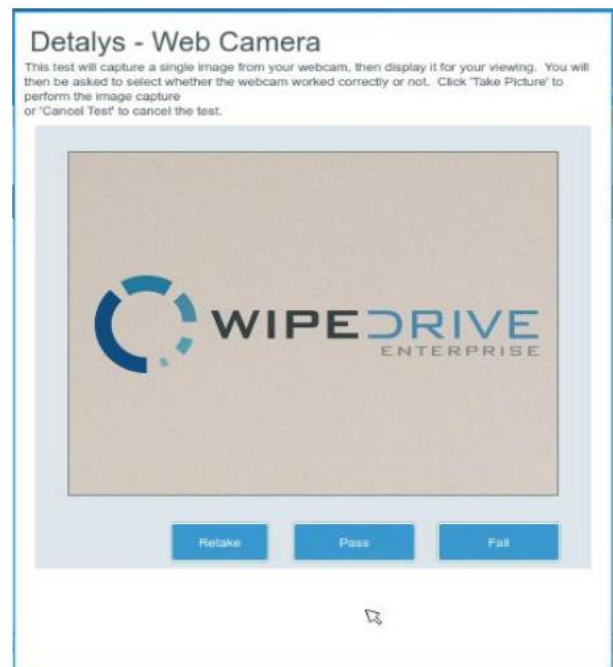 Detalys - Web Camera
This test will capture a single image from your webcam, then display it for your viewing. You will
then be asked to select whether the webcam worked correctly or not. Click 'Take Picture' to
perform the image capture
or 'Cancel Test' to cancel the test.
WIPEDRIVE
ENTERPRISE
Retake Pass Fail